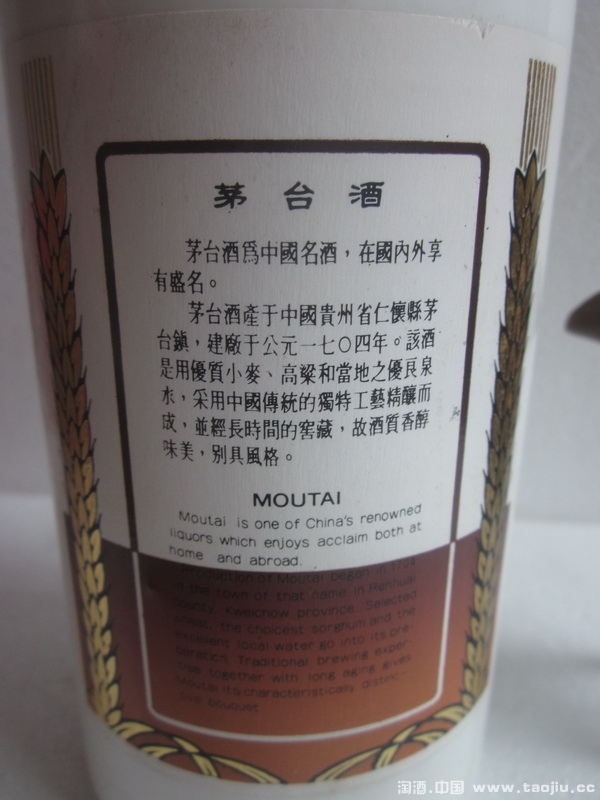 茅台酒
茅台酒爲中國名酒，在國內外享
有盛名。
茅台酒產于中國貴州省仁懷縣茅
台鎮，建廠于公元一七〇四年。該酒
是用優質小麥、高粱和當地之優良泉
水，采用中國傳統的獨特工藝精釀而
成，並經長時間的窖藏，故酒質香醇
味美，別具風格。
MOUTAI
Moutai is one of China's renowned
liquors which enjoys acclaim both at
home and abroad.
Production of Moutai began in 1704
in the town of that name in Renhuai
county, Kweichow province. Selected
wheat, the choicest sorghum and the
excellent local water go into its pre-
paration. Traditional brewing exper-
tise together with long aging gives
Moutai its characteristically distinc-
tive bouquet.
淘酒.中国 www.taojiu.cc